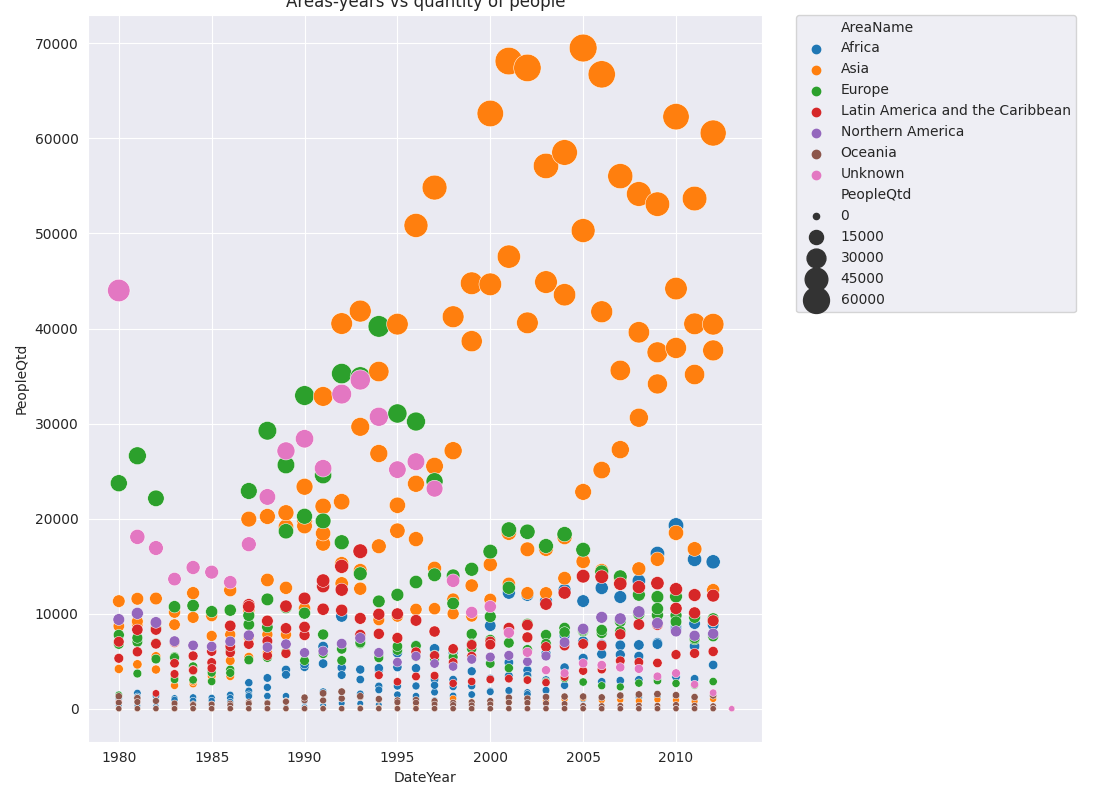 Areas-years vs quantity of people
70000
60000
50000
40000
30000
20000
10000
0
PeopleQtd
1980 1985 1990 1995 2000 2005 2010
DateYear
AreaName
Africa
Asia
Europe
Latin America and the Caribbean
Northern America
Oceania
Unknown
PeopleQtd
0
15000
30000
45000
60000